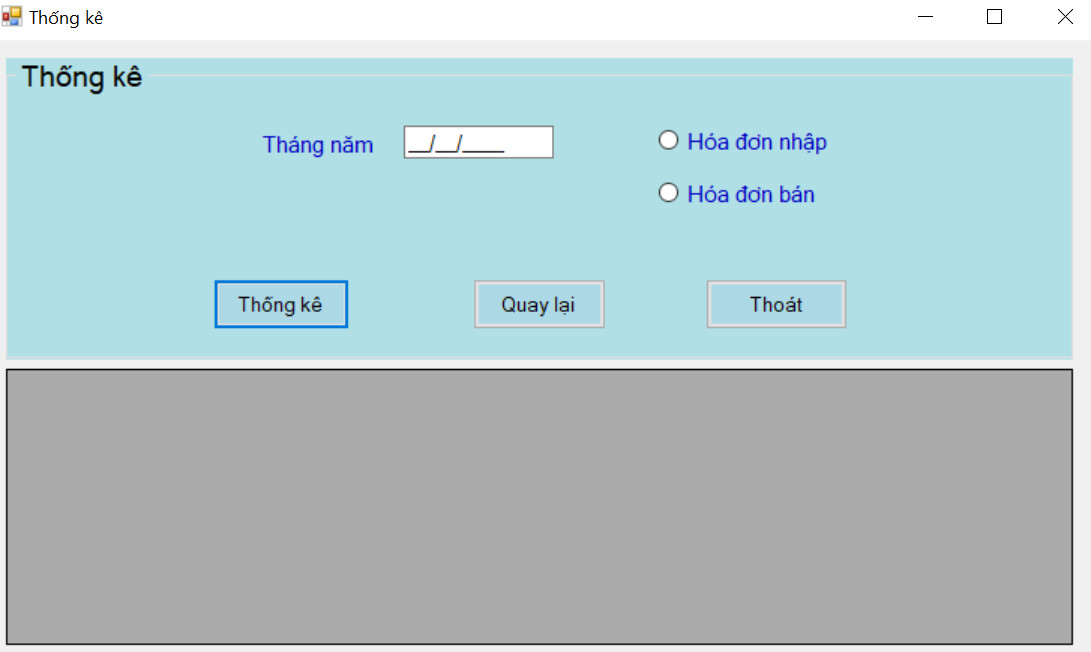 Thống kê
Thống kê
Tháng năm __/__/____
Hóa đơn nhập
Hóa đơn bán
Thống kê
Quay lại
Thoát